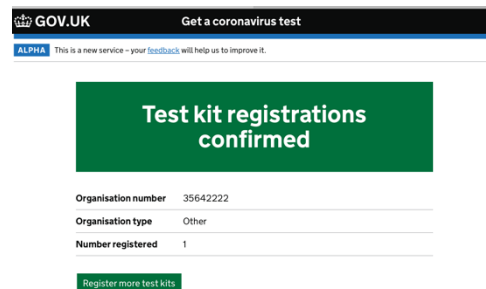 GOV.UK Get a coronavirus test
ALPHA This is a new service – your feedback will help us to improve it.
Test kit registrations
confirmed
Organisation number 35642222
Organisation type Other
Number registered 1
Register more test kits